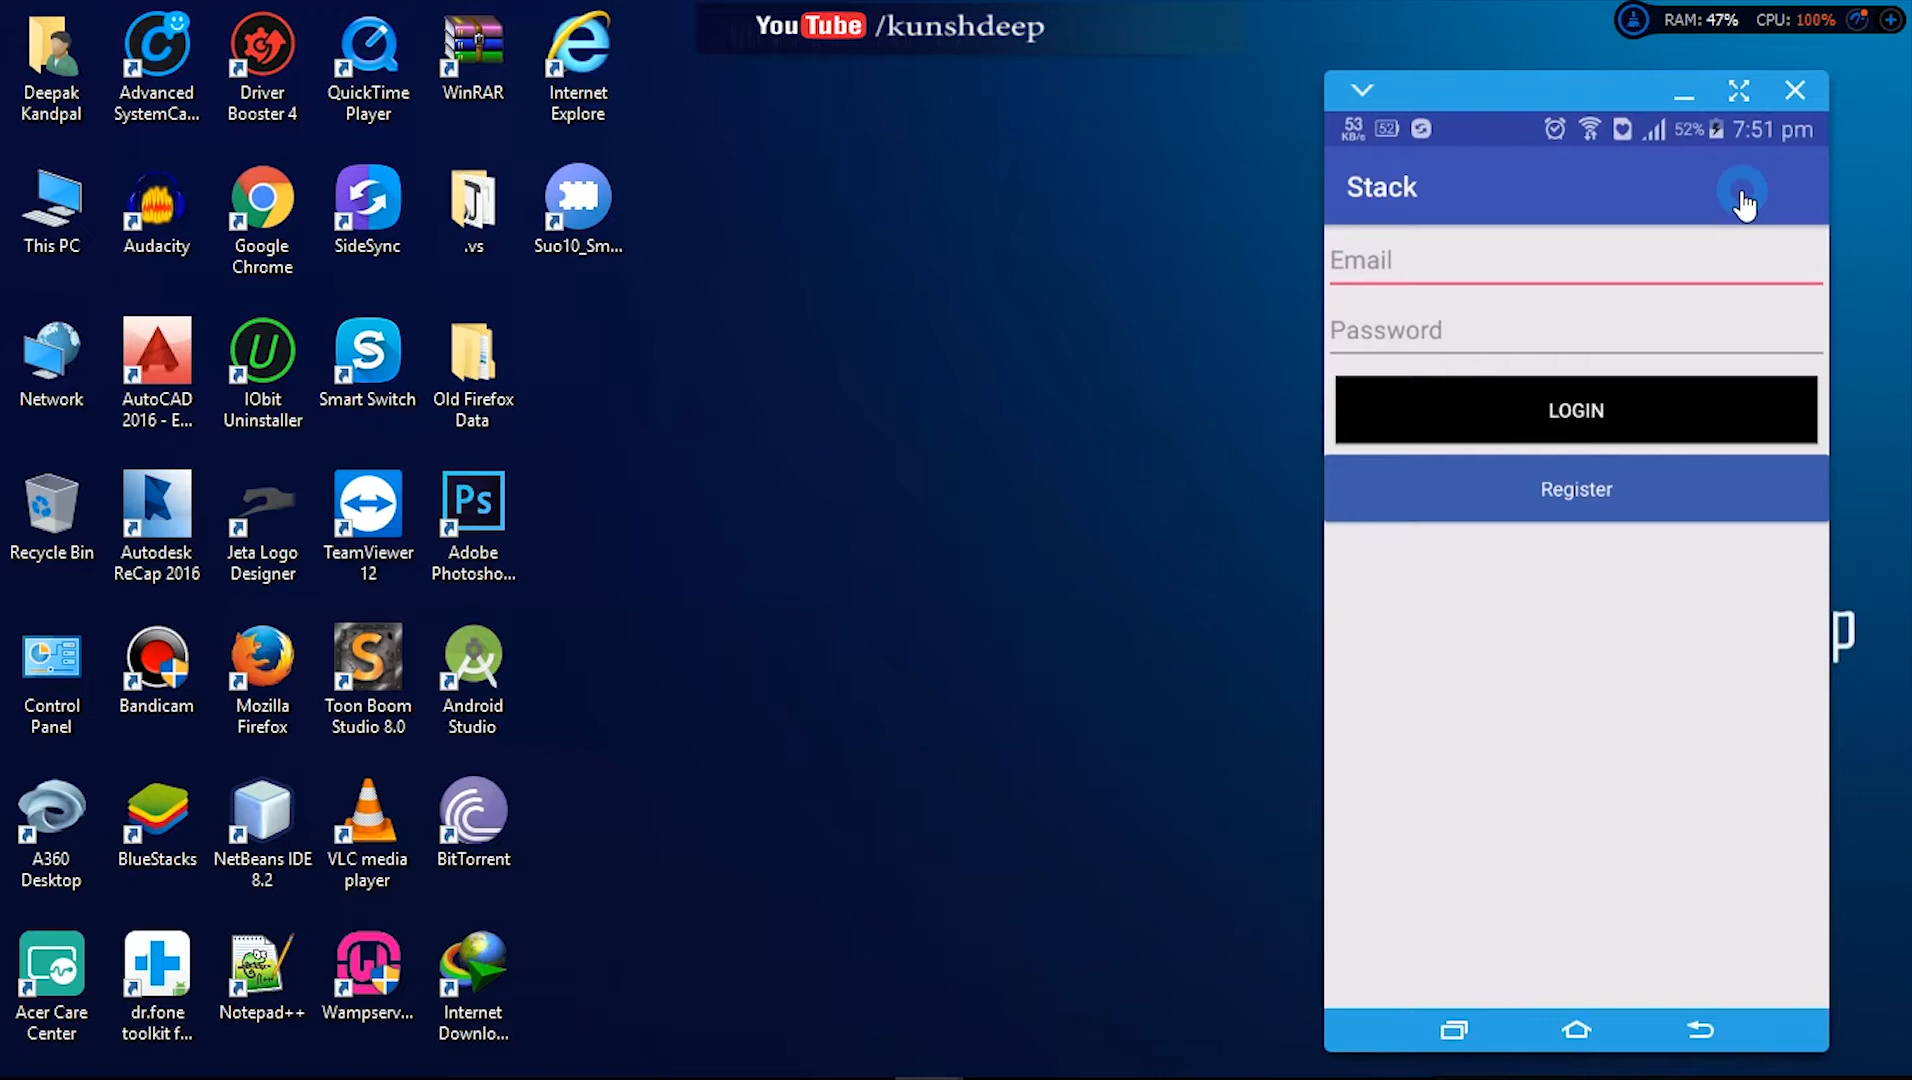 YouTube /kunshdeep
RAM: 47% CPU: 100%
Deepak
Kandpal
Advanced
SystemCa...
Driver
Booster 4
QuickTime
Player
WinRAR
Internet
Explore
This PC
Audacity
Google
Chrome
SideSync
.vs
Suo10_Sm...
Network
AutoCAD
2016 - E...
IObit
Uninstaller
Smart Switch
Old Firefox
Data
Recycle Bin
Autodesk
ReCap 2016
Jeta Logo
Designer
TeamViewer
12
Ps
Adobe
Photosho...
Control
Panel
Bandicam
Mozilla
Firefox
Toon Boom
Studio 8.0
Android
Studio
A360
Desktop
BlueStacks
NetBeans IDE
8.2
VLC media
player
BitTorrent
Acer Care
Center
dr.fone
toolkit f...
Notepad++
Wampserv...
Internet
Downlo...
53
KB/s
52
52%
7:51 pm
Stack
Email
Password
LOGIN
Register
p